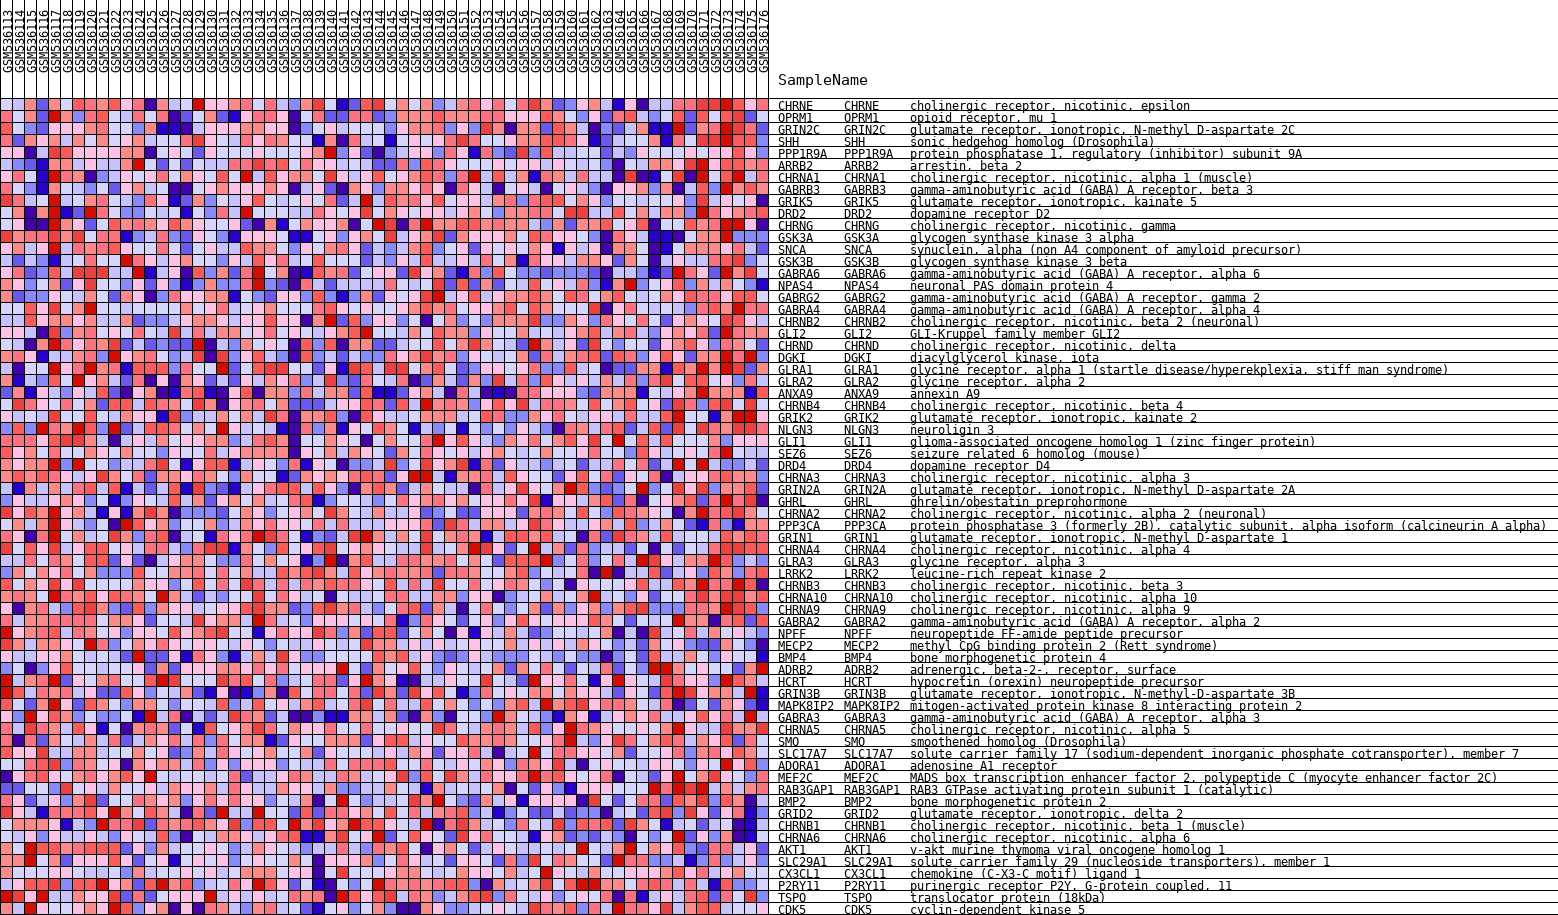 GSM536113 GSM536114 GSM536115 GSM536116 GSM536117 GSM536118 GSM536119 GSM536120 GSM536121 GSM536122 GSM536123 GSM536124 GSM536125 GSM536126 GSM536127 GSM536128 GSM536129 GSM536130 GSM536131 GSM536132 GSM536133 GSM536134 GSM536135 GSM536136 GSM536137 GSM536138 GSM536139 GSM536140 GSM536141 GSM536142 GSM536143 GSM536144 GSM536145 GSM536146 GSM536147 GSM536148 GSM536149 GSM536150 GSM536151 GSM536152 GSM536153 GSM536154 GSM536155 GSM536156 GSM536157 GSM536158 GSM536159 GSM536160 GSM536161 GSM536162 GSM536163 GSM536164 GSM536165 GSM536166 GSM536167 GSM536168 GSM536169 GSM536170 GSM536171 GSM536172 GSM536173 GSM536174 GSM536175 GSM536176
SampleName
CHRNE CHRNE cholinergic receptor, nicotinic, epsilon
OPRM1 OPRM1 opioid receptor, mu 1
GRIN2C GRIN2C glutamate receptor, ionotropic, N-methyl D-aspartate 2C
SHH SHH sonic hedgehog homolog (Drosophila)
PPP1R9A PPP1R9A protein phosphatase 1, regulatory (inhibitor) subunit 9A
ARRB2 ARRB2 arrestin, beta 2
CHRNA1 CHRNA1 cholinergic receptor, nicotinic, alpha 1 (muscle)
GABRB3 GABRB3 gamma-aminobutyric acid (GABA) A receptor, beta 3
GRIK5 GRIK5 glutamate receptor, ionotropic, kainate 5
DRD2 DRD2 dopamine receptor D2
CHRNG CHRNG cholinergic receptor, nicotinic, gamma
GSK3A GSK3A glycogen synthase kinase 3 alpha
SNCA SNCA synuclein, alpha (non A4 component of amyloid precursor)
GSK3B GSK3B glycogen synthase kinase 3 beta
GABRA6 GABRA6 gamma-aminobutyric acid (GABA) A receptor, alpha 6
NPAS4 NPAS4 neuronal PAS domain protein 4
GABRG2 GABRG2 gamma-aminobutyric acid (GABA) A receptor, gamma 2
GABRA4 GABRA4 gamma-aminobutyric acid (GABA) A receptor, alpha 4
CHRNB2 CHRNB2 cholinergic receptor, nicotinic, beta 2 (neuronal)
GLI2 GLI2 GLI-Kruppel family member GLI2
CHRND CHRND cholinergic receptor, nicotinic, delta
DGKI DGKI diacylglycerol kinase, iota
GLRA1 GLRA1 glycine receptor, alpha 1 (startle disease/hyperekplexia, stiff man syndrome)
GLRA2 GLRA2 glycine receptor, alpha 2
ANXA9 ANXA9 annexin A9
CHRNB4 CHRNB4 cholinergic receptor, nicotinic, beta 4
GRIK2 GRIK2 glutamate receptor, ionotropic, kainate 2
NLGN3 NLGN3 neuroligin 3
GLI1 GLI1 glioma-associated oncogene homolog 1 (zinc finger protein)
SEZ6 SEZ6 seizure related 6 homolog (mouse)
DRD4 DRD4 dopamine receptor D4
CHRNA3 CHRNA3 cholinergic receptor, nicotinic, alpha 3
GRIN2A GRIN2A glutamate receptor, ionotropic, N-methyl D-aspartate 2A
GHRL GHRL ghrelin/obestatin preprohormone
CHRNA2 CHRNA2 cholinergic receptor, nicotinic, alpha 2 (neuronal)
PPP3CA PPP3CA protein phosphatase 3 (formerly 2B), catalytic subunit, alpha isoform (calcineurin A alpha)
GRIN1 GRIN1 glutamate receptor, ionotropic, N-methyl D-aspartate 1
CHRNA4 CHRNA4 cholinergic receptor, nicotinic, alpha 4
GLRA3 GLRA3 glycine receptor, alpha 3
LRRK2 LRRK2 leucine-rich repeat kinase 2
CHRNB3 CHRNB3 cholinergic receptor, nicotinic, beta 3
CHRNA10 CHRNA10 cholinergic receptor, nicotinic, alpha 10
CHRNA9 CHRNA9 cholinergic receptor, nicotinic, alpha 9
GABRA2 GABRA2 gamma-aminobutyric acid (GABA) A receptor, alpha 2
NPFF NPFF neuropeptide FF-amide peptide precursor
MECP2 MECP2 methyl CpG binding protein 2 (Rett syndrome)
BMP4 BMP4 bone morphogenetic protein 4
ADRB2 ADRB2 adrenergic, beta-2-, receptor, surface
HCRT HCRT hypocretin (orexin) neuropeptide precursor
GRIN3B GRIN3B glutamate receptor, ionotropic, N-methyl-D-aspartate 3B
MAPK8IP2 MAPK8IP2 mitogen-activated protein kinase 8 interacting protein 2
GABRA3 GABRA3 gamma-aminobutyric acid (GABA) A receptor, alpha 3
CHRNA5 CHRNA5 cholinergic receptor, nicotinic, alpha 5
SMO SMO smoothened homolog (Drosophila)
SLC17A7 SLC17A7 solute carrier family 17 (sodium-dependent inorganic phosphate cotransporter), member 7
ADORA1 ADORA1 adenosine A1 receptor
MEF2C MEF2C MADS box transcription enhancer factor 2, polypeptide C (myocyte enhancer factor 2C)
RAB3GAP1 RAB3GAP1 RAB3 GTPase activating protein subunit 1 (catalytic)
BMP2 BMP2 bone morphogenetic protein 2
GRID2 GRID2 glutamate receptor, ionotropic, delta 2
CHRNB1 CHRNB1 cholinergic receptor, nicotinic, beta 1 (muscle)
CHRNA6 CHRNA6 cholinergic receptor, nicotinic, alpha 6
AKT1 AKT1 v-akt murine thymoma viral oncogene homolog 1
SLC29A1 SLC29A1 solute carrier family 29 (nucleoside transporters), member 1
CX3CL1 CX3CL1 chemokine (C-X3-C motif) ligand 1
P2RY11 P2RY11 purinergic receptor P2Y, G-protein coupled, 11
TSPO TSPO translocator protein (18kDa)
CDK5 CDK5 cyclin-dependent kinase 5